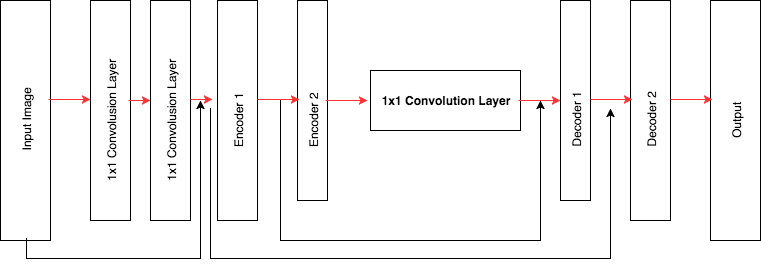 Input Image
1x1 Convolusion Layer
1x1 Convolusion Layer
Encoder 1
Encoder 2
1x1 Convolution Layer
Decoder 1
Decoder 2
Output